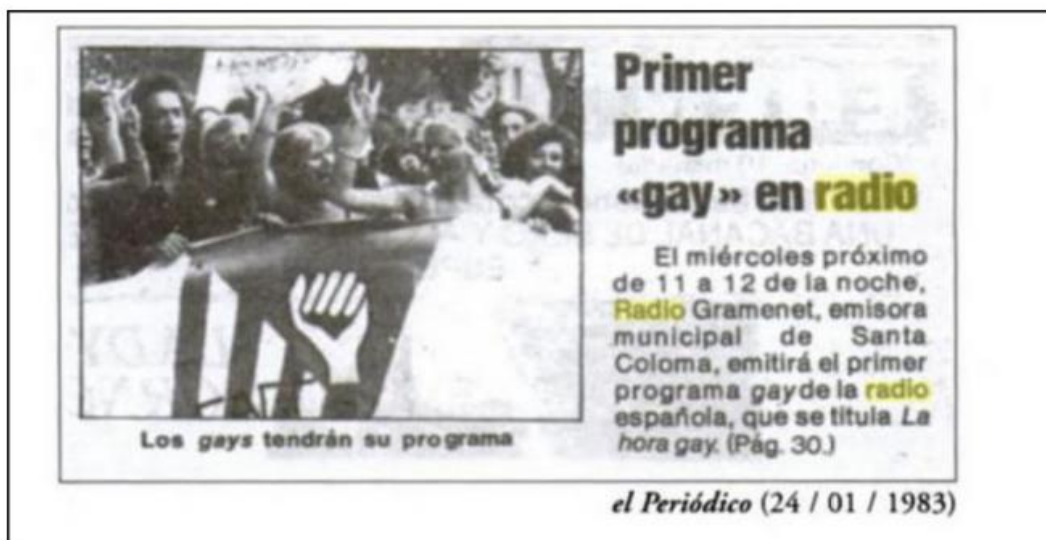 Primer
programa
«gay» en radio
El miércoles próximo
de 11 a 12 de la noche,
Radio Gramenet, emisora
municipal de Santa
Coloma, emitirá el primer
programa gay de la radio
española, que se titula La
hora gay. (Pág. 30.)
Los gays tendrán su programa
el Periódico (24 / 01 / 1983)